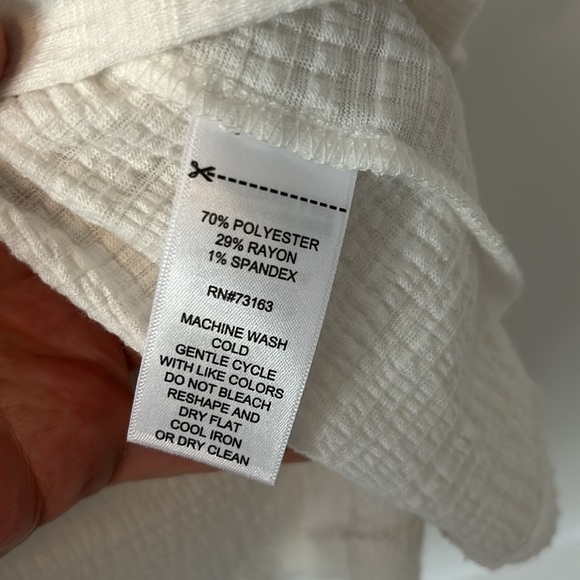 70% POLYESTER
29% RAYON
1% SPANDEX
RN#73163
MACHINE WASH
COLD
GENTLE CYCLE
WITH LIKE COLORS
DO NOT BLEACH
RESHAPE AND
DRY FLAT
COOL IRON
OR DRY CLEAN